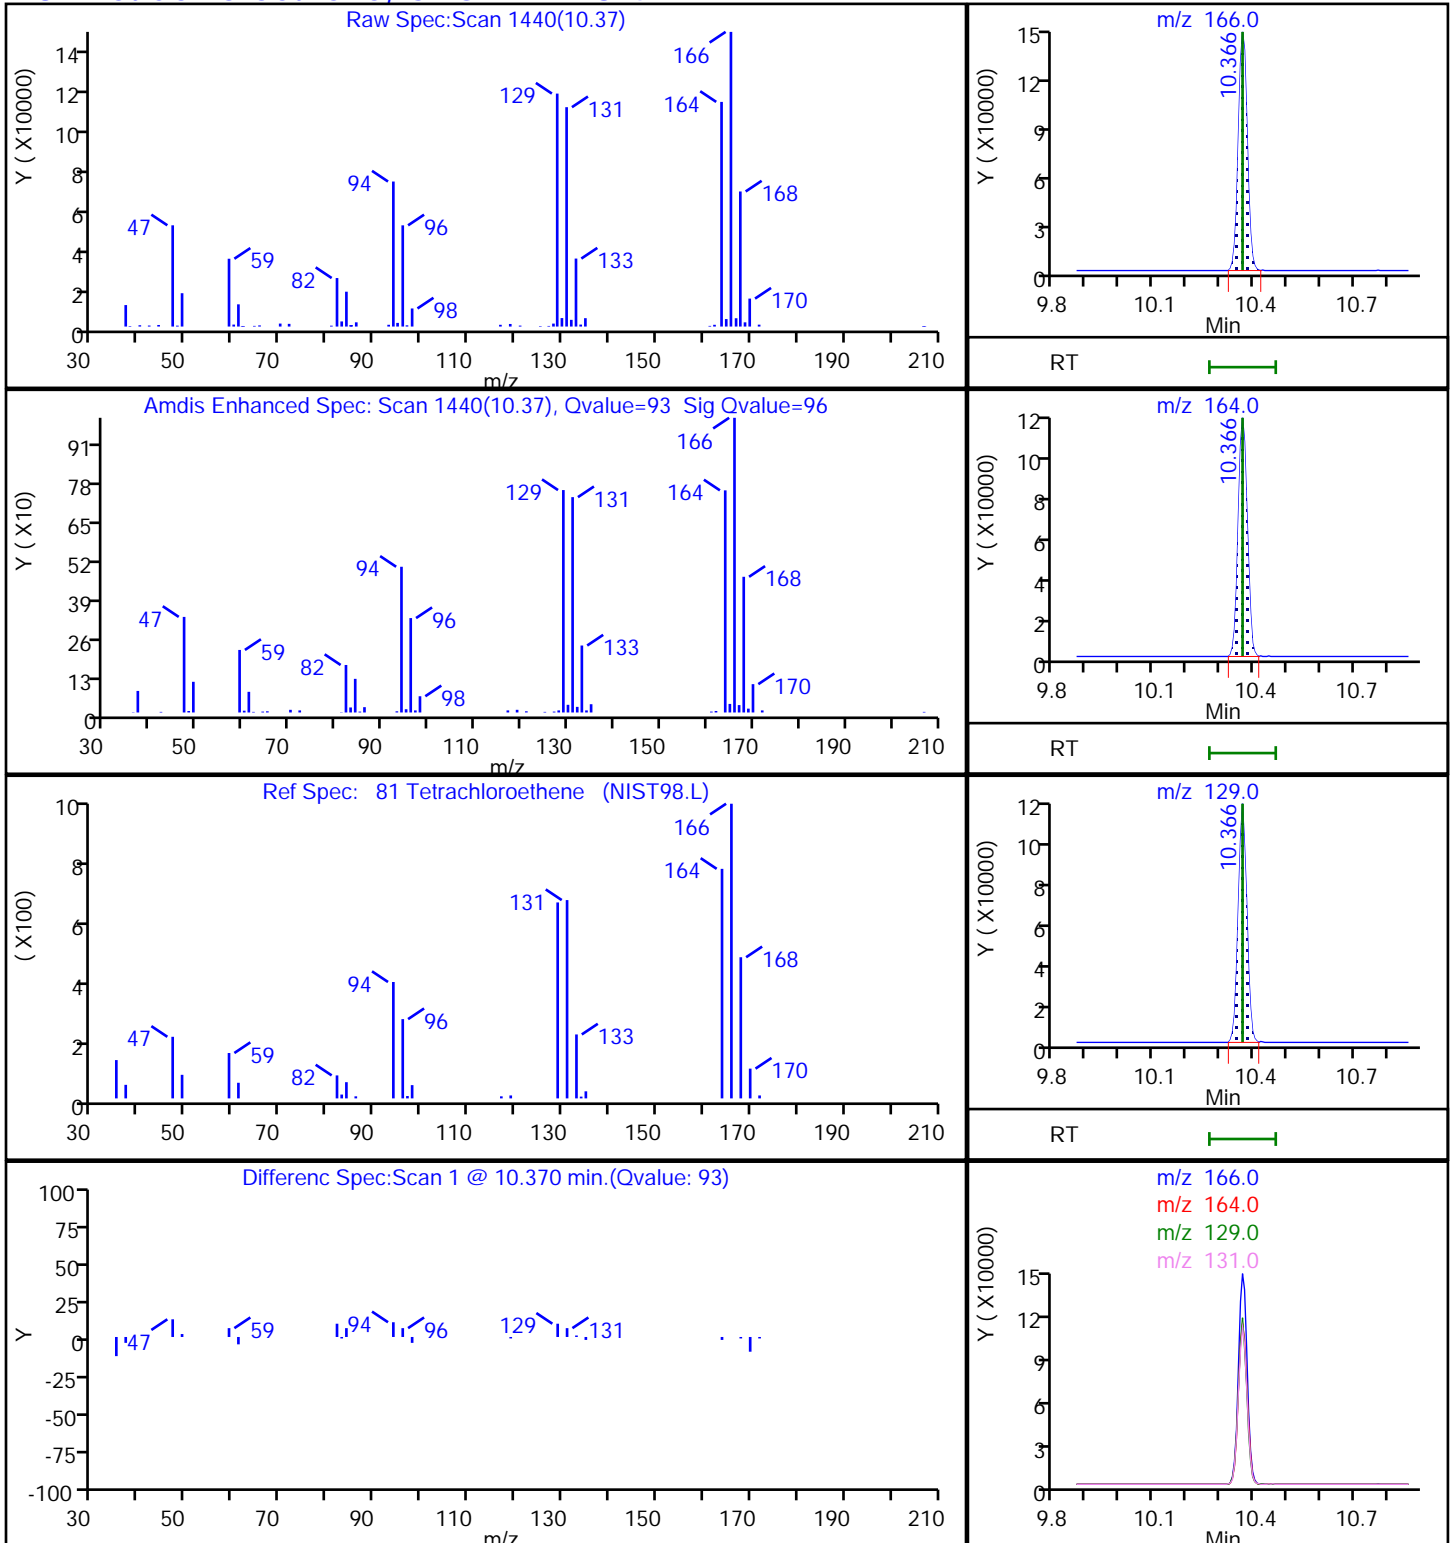 Raw Spec:Scan 1440(10.37)
Y ( X10000)
14
12
10
8
6
4
2
0
47
59
82
94
96
98
129
131
133
164
166
168
170
30 50 70 90 110 130 150 170 190 210
m/z
m/z 166.0
Y ( X10000)
15
12
9
6
3
0
10.366
9.8 10.1 10.4 10.7
Min
RT
Amdis Enhanced Spec: Scan 1440(10.37), Qvalue=93 Sig Qvalue=96
Y ( X10)
91
78
65
52
39
26
13
0
47
59
82
94
96
98
129
131
133
164
166
168
170
30 50 70 90 110 130 150 170 190 210
m/z
m/z 164.0
Y ( X10000)
12
10
8
6
4
2
0
10.366
9.8 10.1 10.4 10.7
Min
RT
Ref Spec: 81 Tetrachloroethene (NIST98.L)
( X100)
10
8
6
4
2
0
47
59
82
94
96
131
133
164
166
168
170
30 50 70 90 110 130 150 170 190 210
m/z 129.0
Y ( X10000)
12
10
8
6
4
2
0
10.366
9.8 10.1 10.4 10.7
Min
RT
Differenc Spec:Scan 1 @ 10.370 min.(Qvalue: 93)
Y
100
75
50
25
0
-25
-50
-75
-100
47
59
94
96
129
131
30 50 70 90 110 130 150 170 190 210
m/z
m/z 166.0
m/z 164.0
m/z 129.0
m/z 131.0
Y ( X10000)
15
12
9
6
3
0
9.8 10.1 10.4 10.7
Min